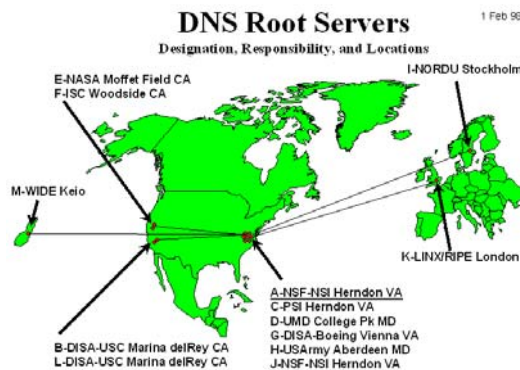 DNS Root Servers
1 Feb 98
Designation, Responsibility, and Locations
E-NASA Moffet Field CA
F-ISC Woodside CA
I-NORDU Stockholm
M-WIDE Keio
K-LINX/RIPE London
A-NSF-NSI Herndon VA
C-PSI Herndon VA
D-UMD College Pk MD
G-DISA-Boeing Vienna VA
H-USArmy Aberdeen MD
J-NSF-NSI Herndon VA
B-DISA-USC Marina delRey CA
L-DISA-USC Marina delRey CA